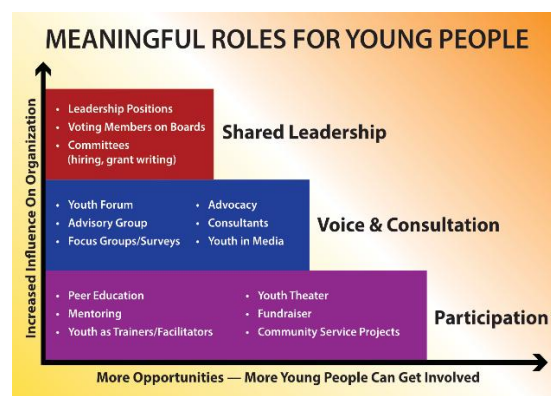 MEANINGFUL ROLES FOR YOUNG PEOPLE
Increased Influence On Organization
• Leadership Positions
• Voting Members on Boards
• Committees
(hiring, grant writing)
Shared Leadership
• Youth Forum
• Advisory Group
• Focus Groups/Surveys
• Advocacy
• Consultants
• Youth in Media
Voice & Consultation
• Peer Education
• Mentoring
• Youth as Trainers/Facilitators
• Youth Theater
• Fundraiser
• Community Service Projects
Participation
More Opportunities — More Young People Can Get Involved